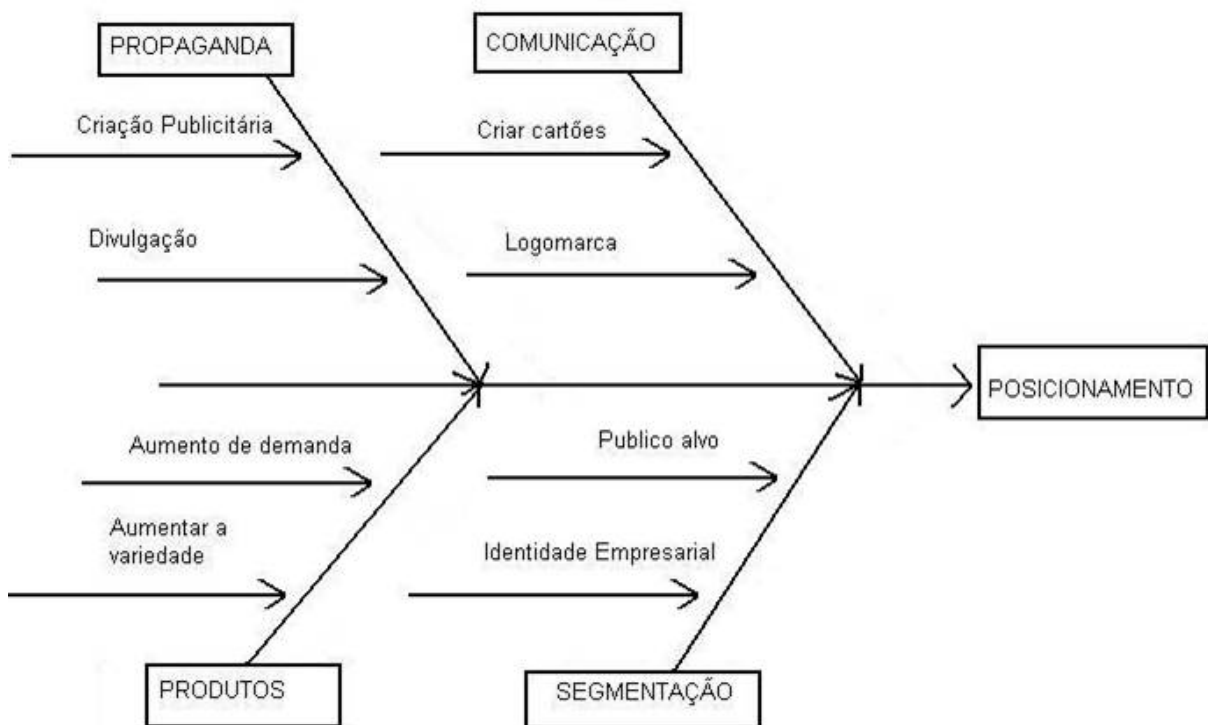 PROPAGANDA
COMUNICAÇÃO
Criação Publicitária
Criar cartões
Divulgação
Logomarca
POSICIONAMENTO
Aumento de demanda
Publico alvo
Aumentar a
variedade
Identidade Empresarial
PRODUTOS
SEGMENTAÇÃO